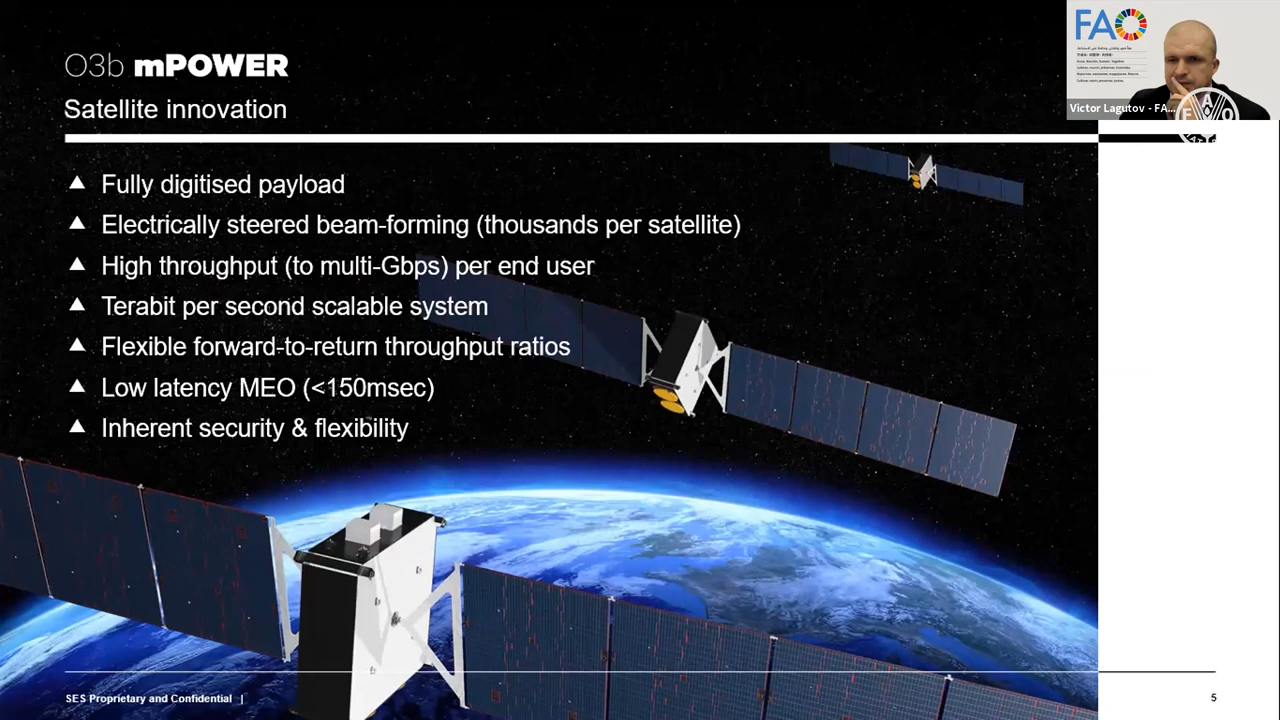 O3b mPOWER
Satellite innovation
Fully digitised payload
Electrically steered beam-forming (thousands per satellite)
High throughput (to multi-Gbps) per end user
Terabit per second scalable system
Flexible forward-to-return throughput ratios
Low latency MEO (<150msec)
Inherent security & flexibility
SES Proprietary and Confidential |
5
FAO
Victor Lagutov - FA...